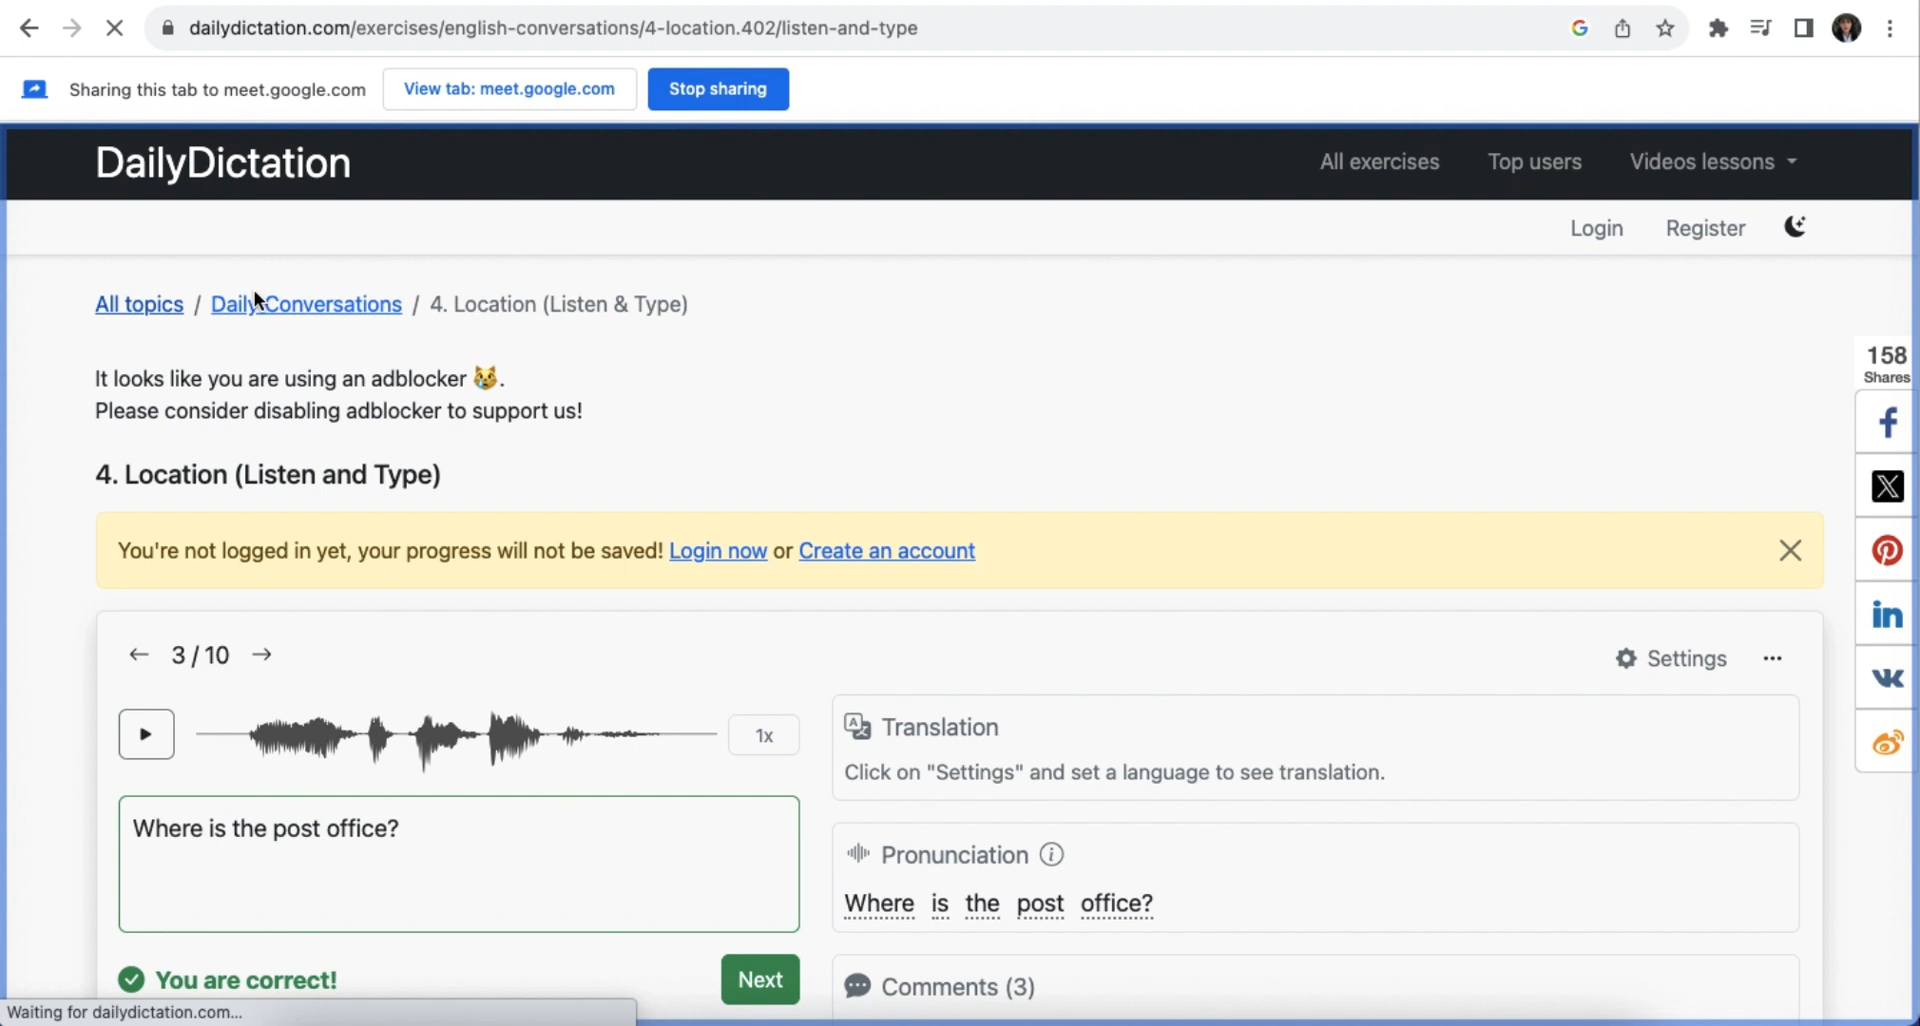 dailydictation.com/exercises/english-conversations/4-location.402/listen-and-type
Sharing this tab to meet.google.com
View tab: meet.google.com
Stop sharing
DailyDictation
All exercises
Top users
Videos lessons
Login
Register
All topics / Daily Conversations / 4. Location (Listen & Type)
It looks like you are using an adblocker 😿.
Please consider disabling adblocker to support us!
158
Shares
4. Location (Listen and Type)
You're not logged in yet, your progress will not be saved! Login now or Create an account
3 / 10
Settings
1x
Translation
Click on "Settings" and set a language to see translation.
Where is the post office?
Pronunciation
Where is the post office?
You are correct!
Next
Comments (3)
Waiting for dailydictation.com...